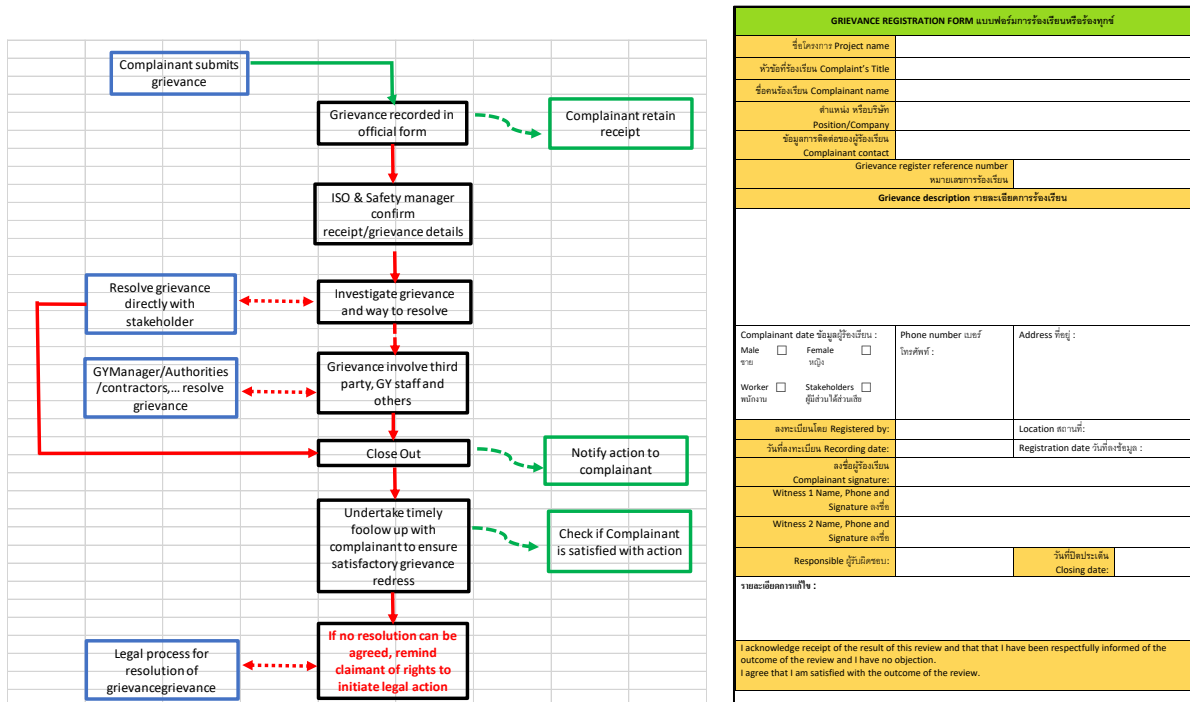 Complainant submits
grievance
Grievance recorded in
official form
Complainant retain
receipt
ISO & Safety manager
confirm
receipt/grievance details
Resolve grievance
directly with
stakeholder
Investigate grievance
and way to resolve
GYManager/Authorities
/contractors,... resolve
grievance
Grievance involve third
party, GY staff and
others
Close Out
Notify action to
complainant
Undertake timely
foolow up with
complainant to ensure
satisfactory grievance
redress
Check if Complainant
is satisfied with action
Legal process for
resolution of
grievancegrievance
If no resolution can be
agreed, remind
claimant of rights to
initiate legal action
GRIEVANCE REGISTRATION FORM แบบฟอร์มการร้องเรียนหรือร้องทุกข์
ชื่อโครงการ Project name
หัวข้อที่ร้องเรียน Complaint's Title
ชื่อคนร้องเรียน Complainant name
ตำแหน่ง หรือบริษัท
Position/Company
ข้อมูลการติดต่อของผู้ร้องเรียน
Complainant contact
Grievance register reference number
หมายเลขการร้องเรียน
Grievance description รายละเอียดการร้องเรียน
Complainant date ข้อมูลผู้ร้องเรียน :
Male Female
ชาย หญิง
Worker Stakeholders
พนักงาน ผู้มีส่วนได้ส่วนเสีย
Phone number เบอร์
โทรศัพท์ :
Address ที่อยู่ :
ลงทะเบียนโดย Registered by:
Location สถานที่:
วันที่ลงทะเบียน Recording date:
Registration date วันที่ลงข้อมูล :
ลงชื่อผู้ร้องเรียน
Complainant signature:
Witness 1 Name, Phone and
Signature ลงชื่อ
Witness 2 Name, Phone and
Signature ลงชื่อ
Responsible ผู้รับผิดชอบ:
วันที่ปิดประเด็น
Closing date:
รายละเอียดการแก้ไข :
I acknowledge receipt of the result of this review and that that I have been respectfully informed of the
outcome of the review and I have no objection.
I agree that I am satisfied with the outcome of the review.